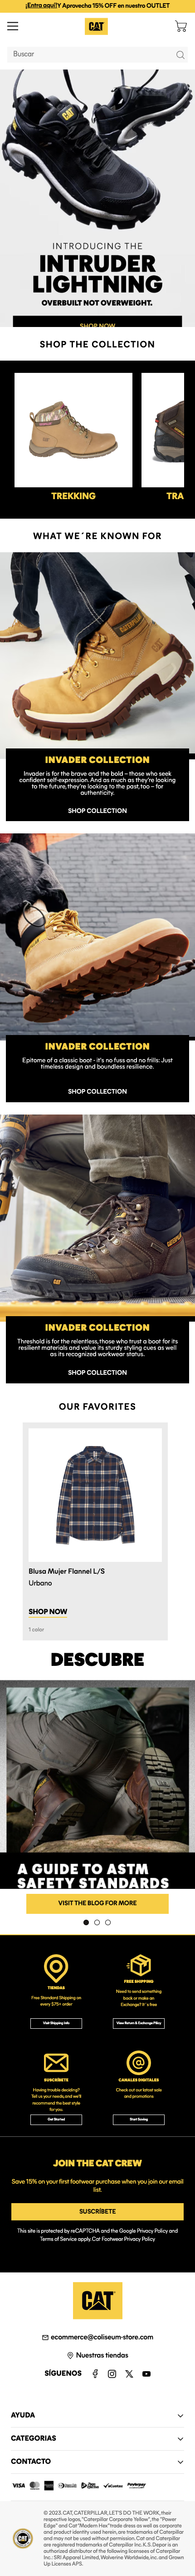 ¡Entra aquí!Y Aprovecha 15% OFF en nuestro OUTLET
CAT
Buscar
CAT
INTRODUCING THE
INTRUDER
LIGHTNING
OVERBUILT NOT OVERWEIGHT.
SHOP NOW
SHOP THE COLLECTION
TREKKING
TRA
WHAT WE´RE KNOWN FOR
CATERPILLAR
INVADER COLLECTION
Invader is for the brave and the bold – those who seek
confident self-expression. And as much as they're looking
to the future, they're looking to the past, too – for
authenticity.
SHOP COLLECTION
INVADER COLLECTION
Epitome of a classic boot - it's no fuss and no frills: Just
timeless design and boundless resilience.
SHOP COLLECTION
CAT
INVADER COLLECTION
Threshold is for the relentless, those who trust a boot for its
resilient materials and value its sturdy styling cues as well
as its recognized workwear status.
SHOP COLLECTION
OUR FAVORITES
Blusa Mujer Flannel L/S
Urbano
SHOP NOW
1 color
DESCUBRE
A GUIDE TO ASTM
SAFETY STANDARDS
VISIT THE BLOG FOR MORE
TIENDAS
Free Standard Shipping on
every $75+ order
Visit Shipping Info
FREE SHIPPING
Need to send something
back or make an
Exchange? It´s free
View Return & Exchange Plilcy
SUSCRÍBETE
Having trouble deciding?
Tell us your needs, and we'll
recommend the best style
for you.
Get Started
CANALES DIGITALES
Check out our latest sale
and promotions
Start Saving
JOIN THE CAT CREW
Save 15% on your first footwear purchase when you join our email
list.
SUSCRÍBETE
This site is protected by reCAPTCHA and the Google Privacy Policy and
Terms of Service apply. Cat Footwear Privacy Policy
CAT
ecommerce@coliseum-store.com
Nuestras tiendas
SÍGUENOS
AYUDA
CATEGORIAS
CONTACTO
VISA
CAT
© 2023. CAT, CATERPILLAR, LET'S DO THE WORK, their
respective logos, "Caterpillar Corporate Yellow", the "Power
Edge" and Cat "Modern Hex" trade dress as well as corporate
and product identity used herein, are trademarks of Caterpillar
and may not be used without permission. Cat and Caterpillar
are registered trademarks of Caterpillar Inc. K.S. Depor is an
authorized distributor of the following licensees of Caterpillar
Inc.: SRI Apparel Limited, Wolverine Worldwide, inc. and Grown
Up Licenses APS.